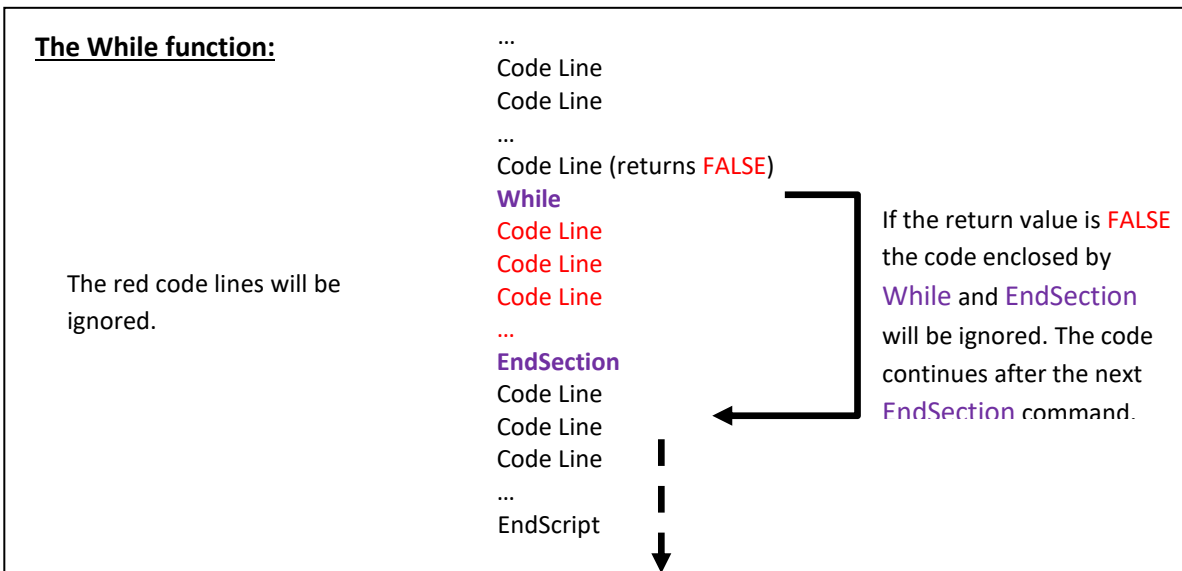 The While function:
…
Code Line
Code Line
…
Code Line (returns FALSE)
While
Code Line
Code Line
Code Line
…
EndSection
Code Line
Code Line
Code Line
…
EndScript
The red code lines will be
ignored.
If the return value is FALSE
the code enclosed by
While and EndSection
will be ignored. The code
continues after the next
EndSection command.